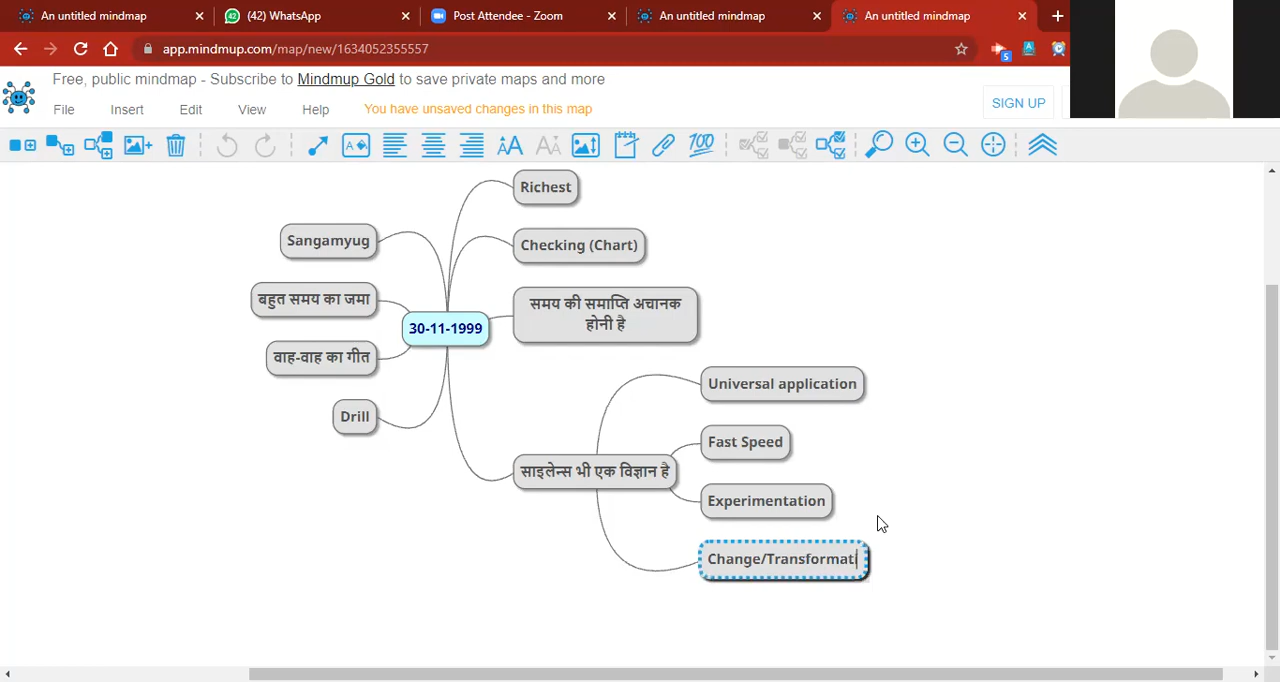 An untitled mindmap
(42) WhatsApp
Post Attendee - Zoom
An untitled mindmap
An untitled mindmap
app.mindmup.com/map/new/1634052355557
Free, public mindmap - Subscribe to Mindmup Gold to save private maps and more
File Insert Edit View Help You have unsaved changes in this map
SIGN UP
Richest
Sangamyug
Checking (Chart)
बहुत समय का जमा
समय की समाप्ति अचानक
होनी है
30-11-1999
वाह-वाह का गीत
Drill
Universal application
Fast Speed
साइलेन्स भी एक विज्ञान है
Experimentation
Change/Transformati